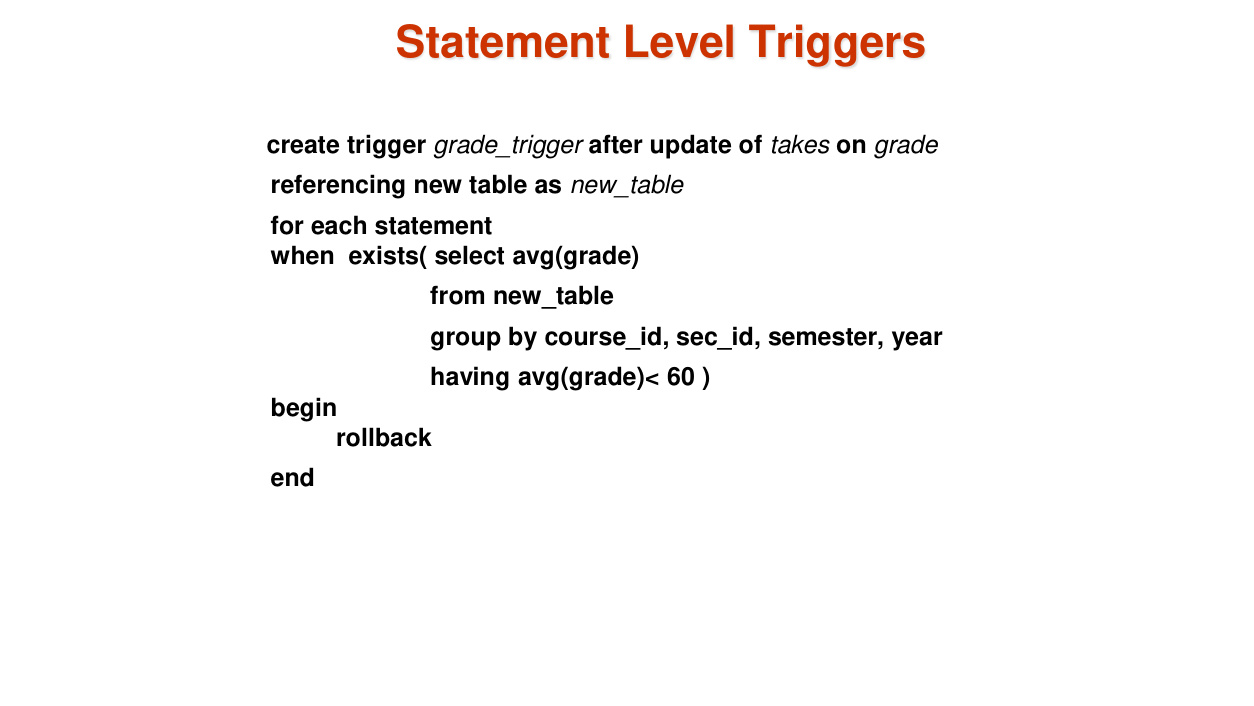 Statement Level Triggers
create trigger grade_trigger after update of takes on grade
referencing new table as new_table
for each statement
when  exists( select avg(grade)
from new_table
group by course_id, sec_id, semester, year
having avg(grade)< 60 )
begin
rollback
end